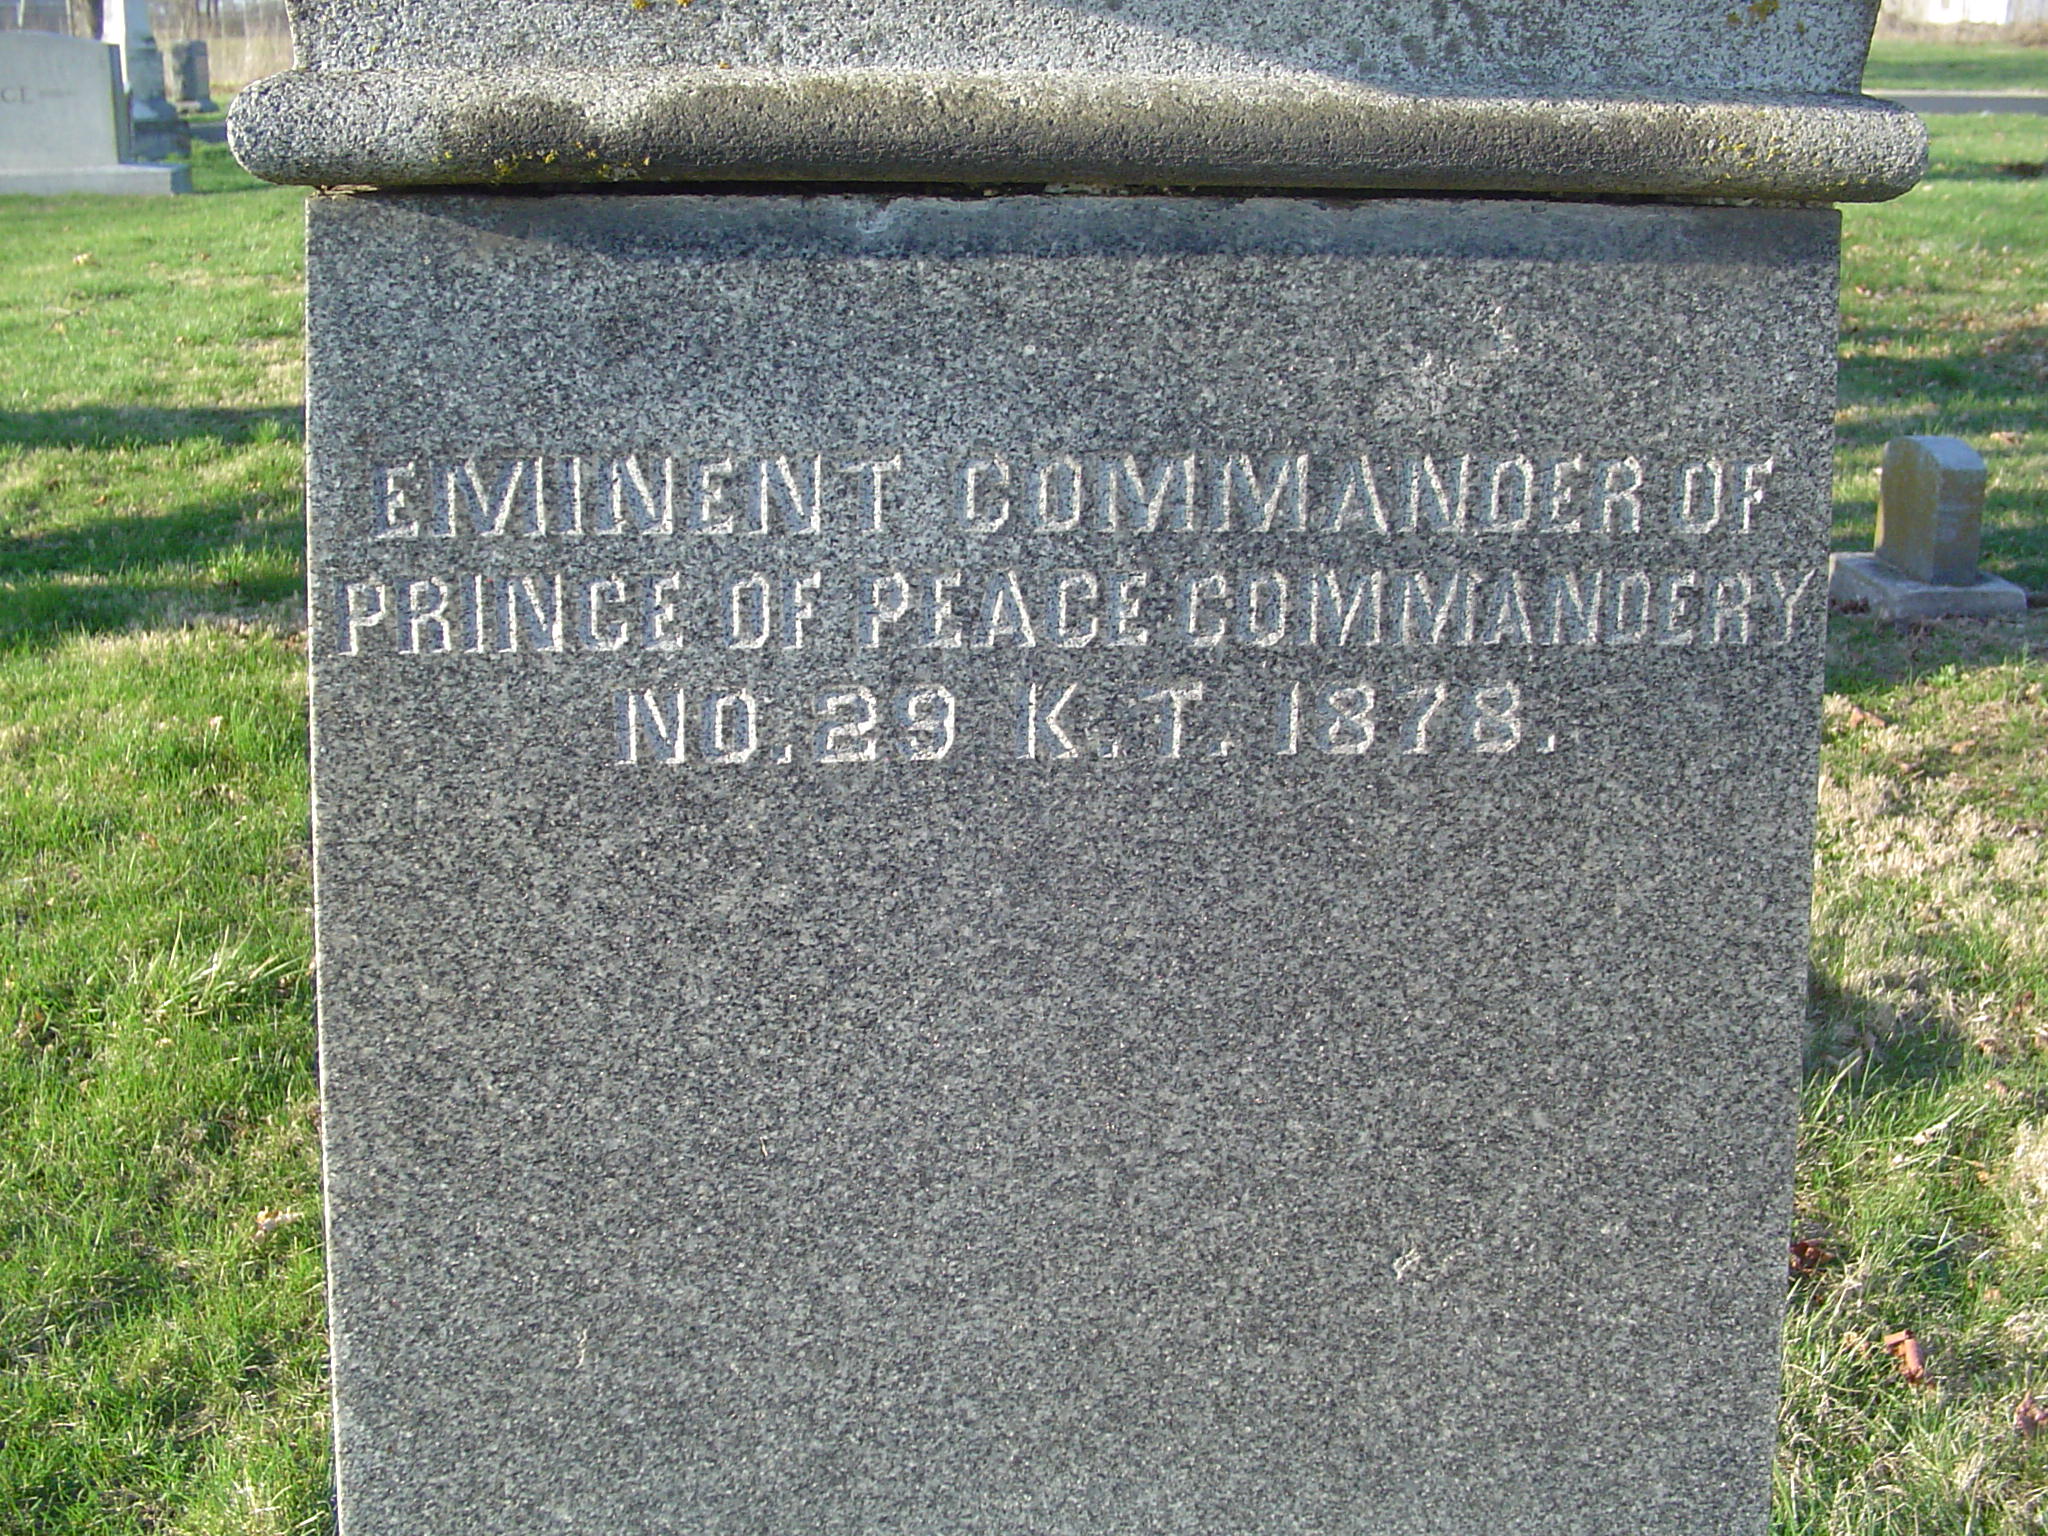 EMINENT COMMANDER OF
PRINCE OF PEACE COMMANDERY
NO. 29 K.T. 1878.